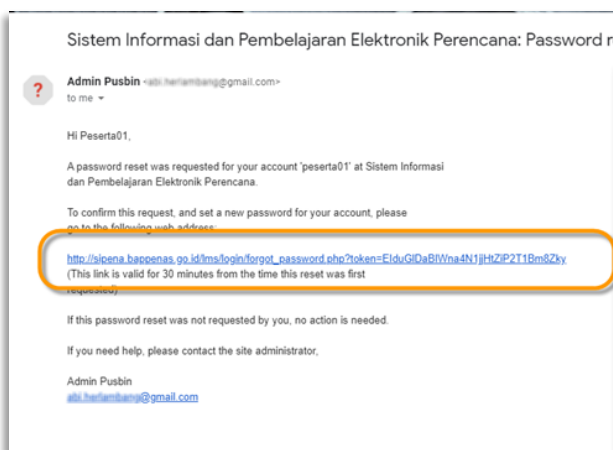 Sistem Informasi dan Pembelajaran Elektronik Perencana: Password r
?
Admin Pusbin @gmail.com>
to me
Hi Peserta01,
A password reset was requested for your account 'peserta01' at Sistem Informasi
dan Pembelajaran Elektronik Perencana.
To confirm this request, and set a new password for your account, please
go to the following web address:
http://sipena.bappenas.go.id/lms/login/forgot_password.php?token=EIduGIDaBIWna4N1jjHtZiP2T1Bm8Zky
(This link is valid for 30 minutes from the time this reset was first
requested)
If this password reset was not requested by you, no action is needed.
If you need help, please contact the site administrator,
Admin Pusbin
@gmail.com